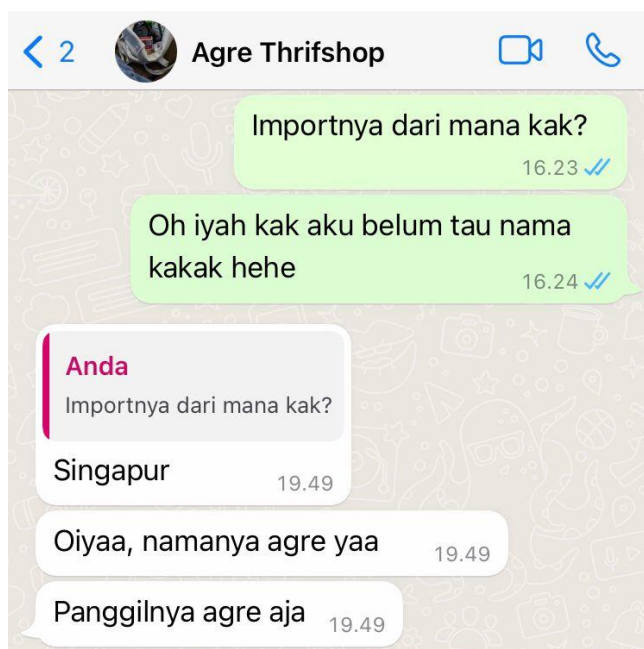 2
Agre Thrifshop
Importnya dari mana kak?
16.23
Oh iyah kak aku belum tau nama
kakak hehe
16.24
Anda
Importnya dari mana kak?
Singapur
19.49
Oiyaa, namanya agre yaa
19.49
Panggilnya agre aja
19.49